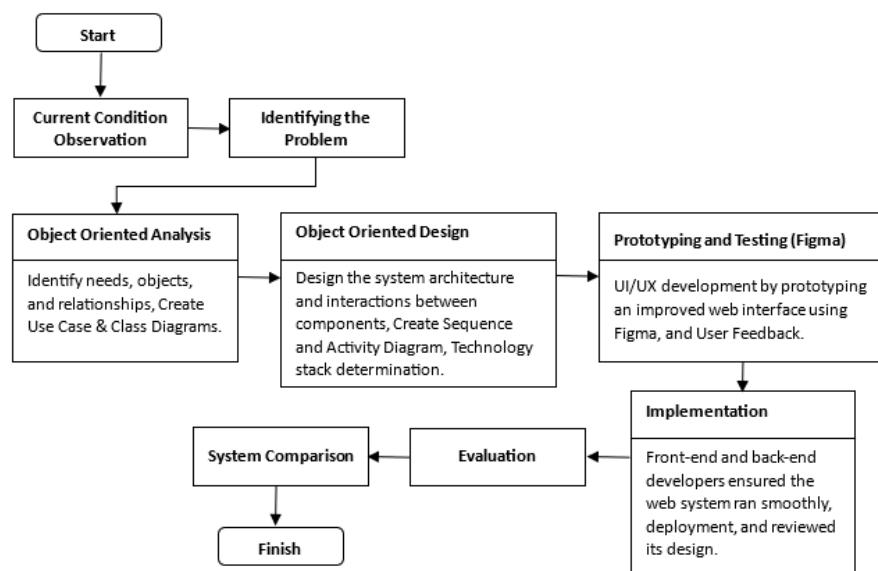 Start
Current Condition
Observation
Identifying the
Problem
Object Oriented Analysis
Identify needs, objects,
and relationships, Create
Use Case & Class Diagrams.
Object Oriented Design
Design the system architecture
and interactions between
components, Create Sequence
and Activity Diagram, Technology
stack determination.
Prototyping and Testing (Figma)
UI/UX development by prototyping
an improved web interface using
Figma, and User Feedback.
Implementation
Front-end and back-end
developers ensured the
web system ran smoothly,
deployment, and reviewed
its design.
Evaluation
System Comparison
Finish